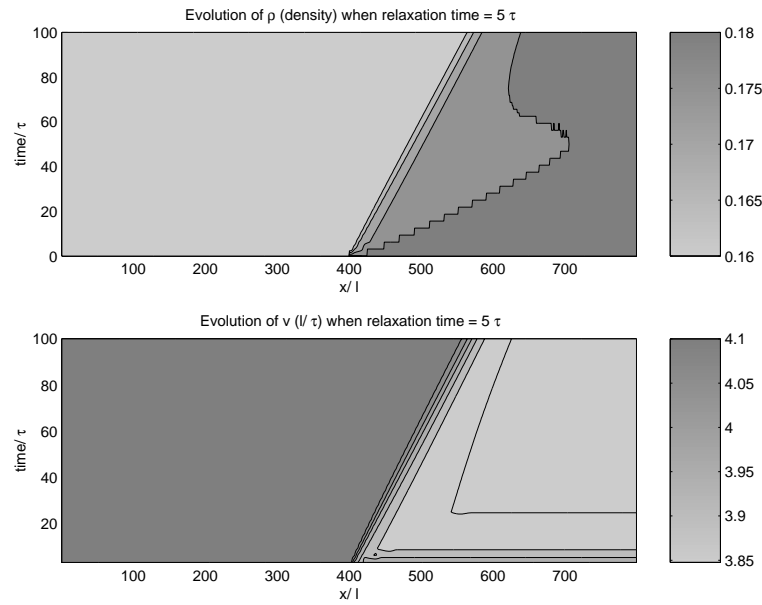 Evolution of ρ (density) when relaxation time = 5 τ
100
80
60
40
20
0
time/ τ
100 200 300 400 500 600 700
x/ l
0.18
0.175
0.17
0.165
0.16
Evolution of v (l/ τ) when relaxation time = 5 τ
100
80
60
40
20
time/ τ
100 200 300 400 500 600 700
x/ l
4.1
4.05
4
3.95
3.9
3.85